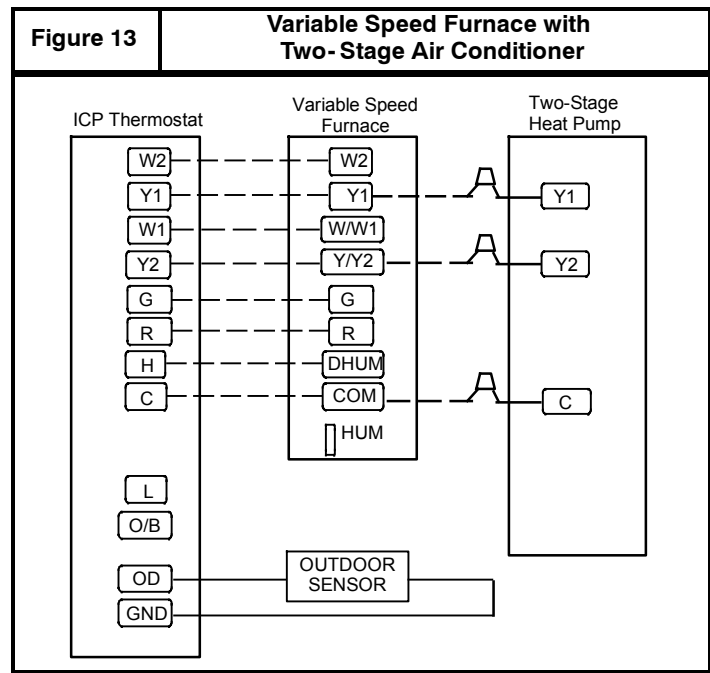 Figure 13
Variable Speed Furnace with
Two- Stage Air Conditioner
ICP Thermostat
Variable Speed
Furnace
Two-Stage
Heat Pump
W2 W2
Y1 Y1 Y1
W1 W/W1
Y2 Y/Y2 Y2
G G
R R
H DHUM
C COM C
HUM
L
O/B
OD
GND
OUTDOOR
SENSOR